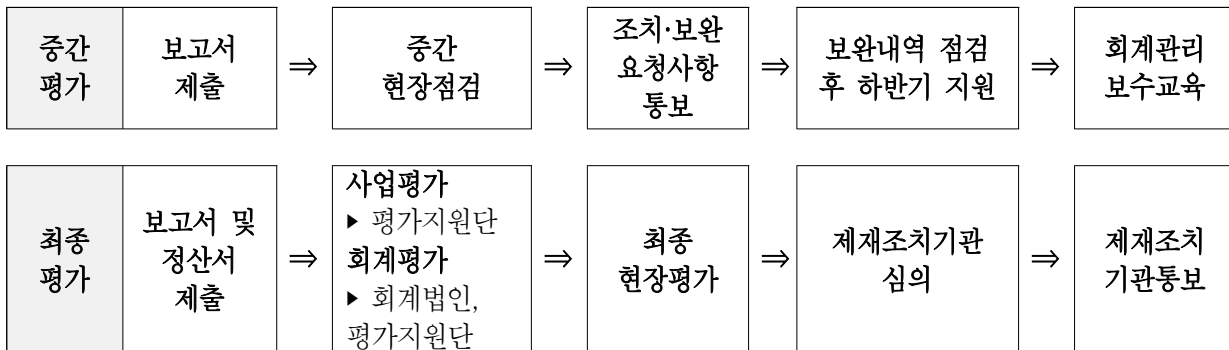 중간
평가
보고서
제출
⇒
중간
현장점검
⇒
조치·보완
요청사항
통보
⇒
보완내역 점검
후 하반기 지원
⇒
회계관리
보수교육
최종
평가
보고서 및
정산서
제출
⇒
사업평가
▸ 평가지원단
회계평가
▸ 회계법인,
평가지원단
⇒
최종
현장평가
⇒
제재조치기관
심의
⇒
제재조치
기관통보